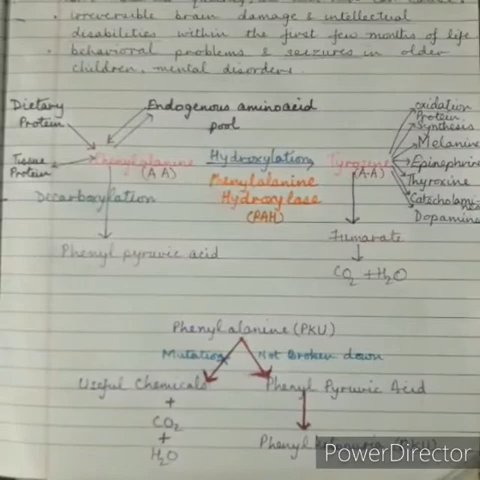 irreversible brain damage & intellectual
disabilities within the first few months of life
behavioral problems & seizures in older
children. mental disorders.
Dietary Protein
Endogenous aminoacid pool
oxidation
Protein Synthesis
Melanine
Tissue Protein
Phenylalanine (A A)
Hydroxylation
Phenylalanine Hydroxylase (PAH)
Tyrosine (A.A)
Epinephrine
Thyroxine
Dopamine
Decarboxylation
Fumarate
Phenyl pyruvic acid
CO2 + H2O
Phenylalanine (PKU)
Mutation
Not Broken down
Useful Chemicals
Phenyl Pyruvic Acid
+
CO2
+
H2O
PowerDirector